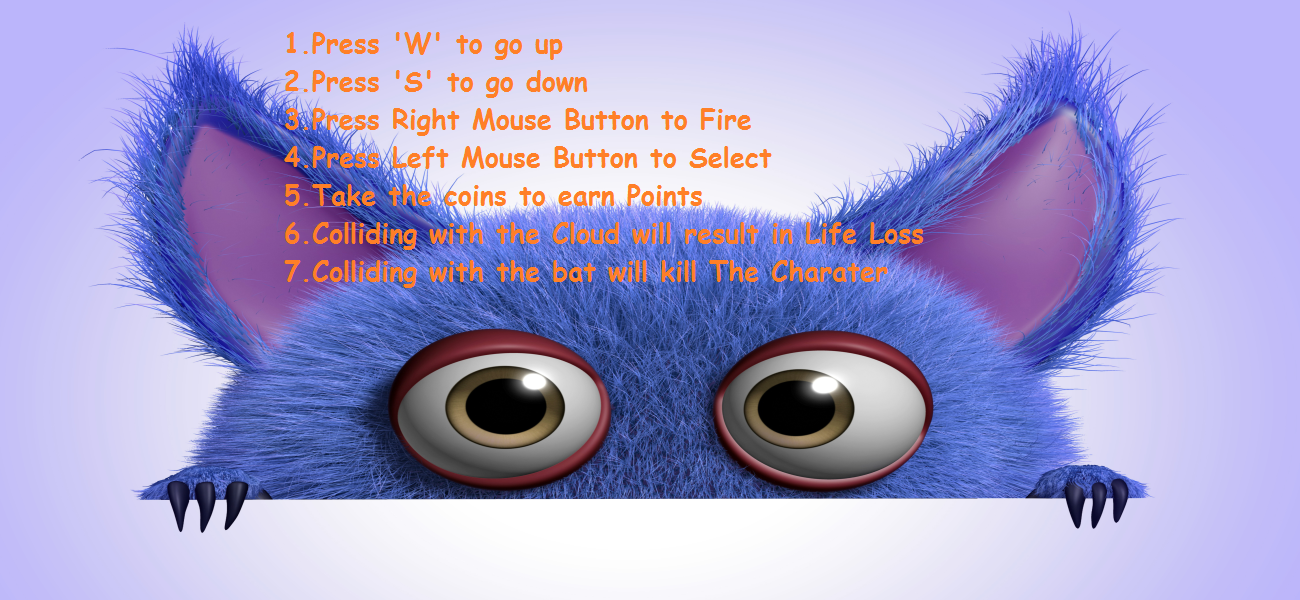 1.Press 'W' to go up
2.Press 'S' to go down
3.Press Right Mouse Button to Fire
4.Press Left Mouse Button to Select
5.Take the coins to earn Points
6.Colliding with the Cloud will result in Life Loss
7.Colliding with the bat will kill The Charater